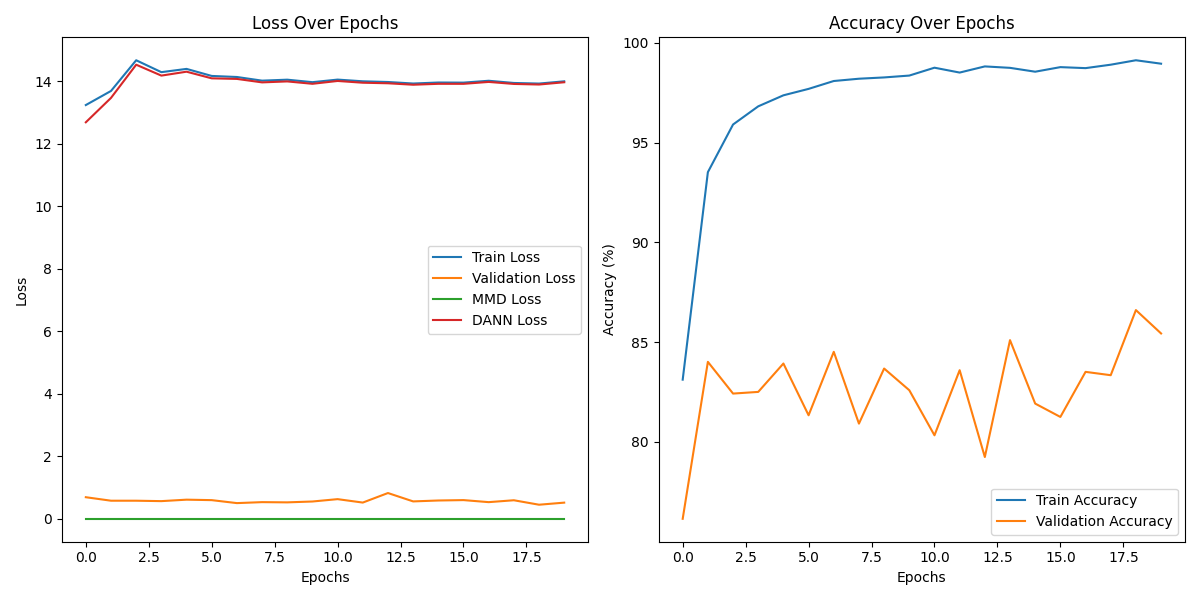 Loss Over Epochs
14
12
10
8
6
4
2
0
Loss
Train Loss
Validation Loss
MMD Loss
DANN Loss
0.0 2.5 5.0 7.5 10.0 12.5 15.0 17.5
Epochs
Accuracy Over Epochs
100
95
90
85
80
Accuracy (%)
Train Accuracy
Validation Accuracy
0.0 2.5 5.0 7.5 10.0 12.5 15.0 17.5
Epochs